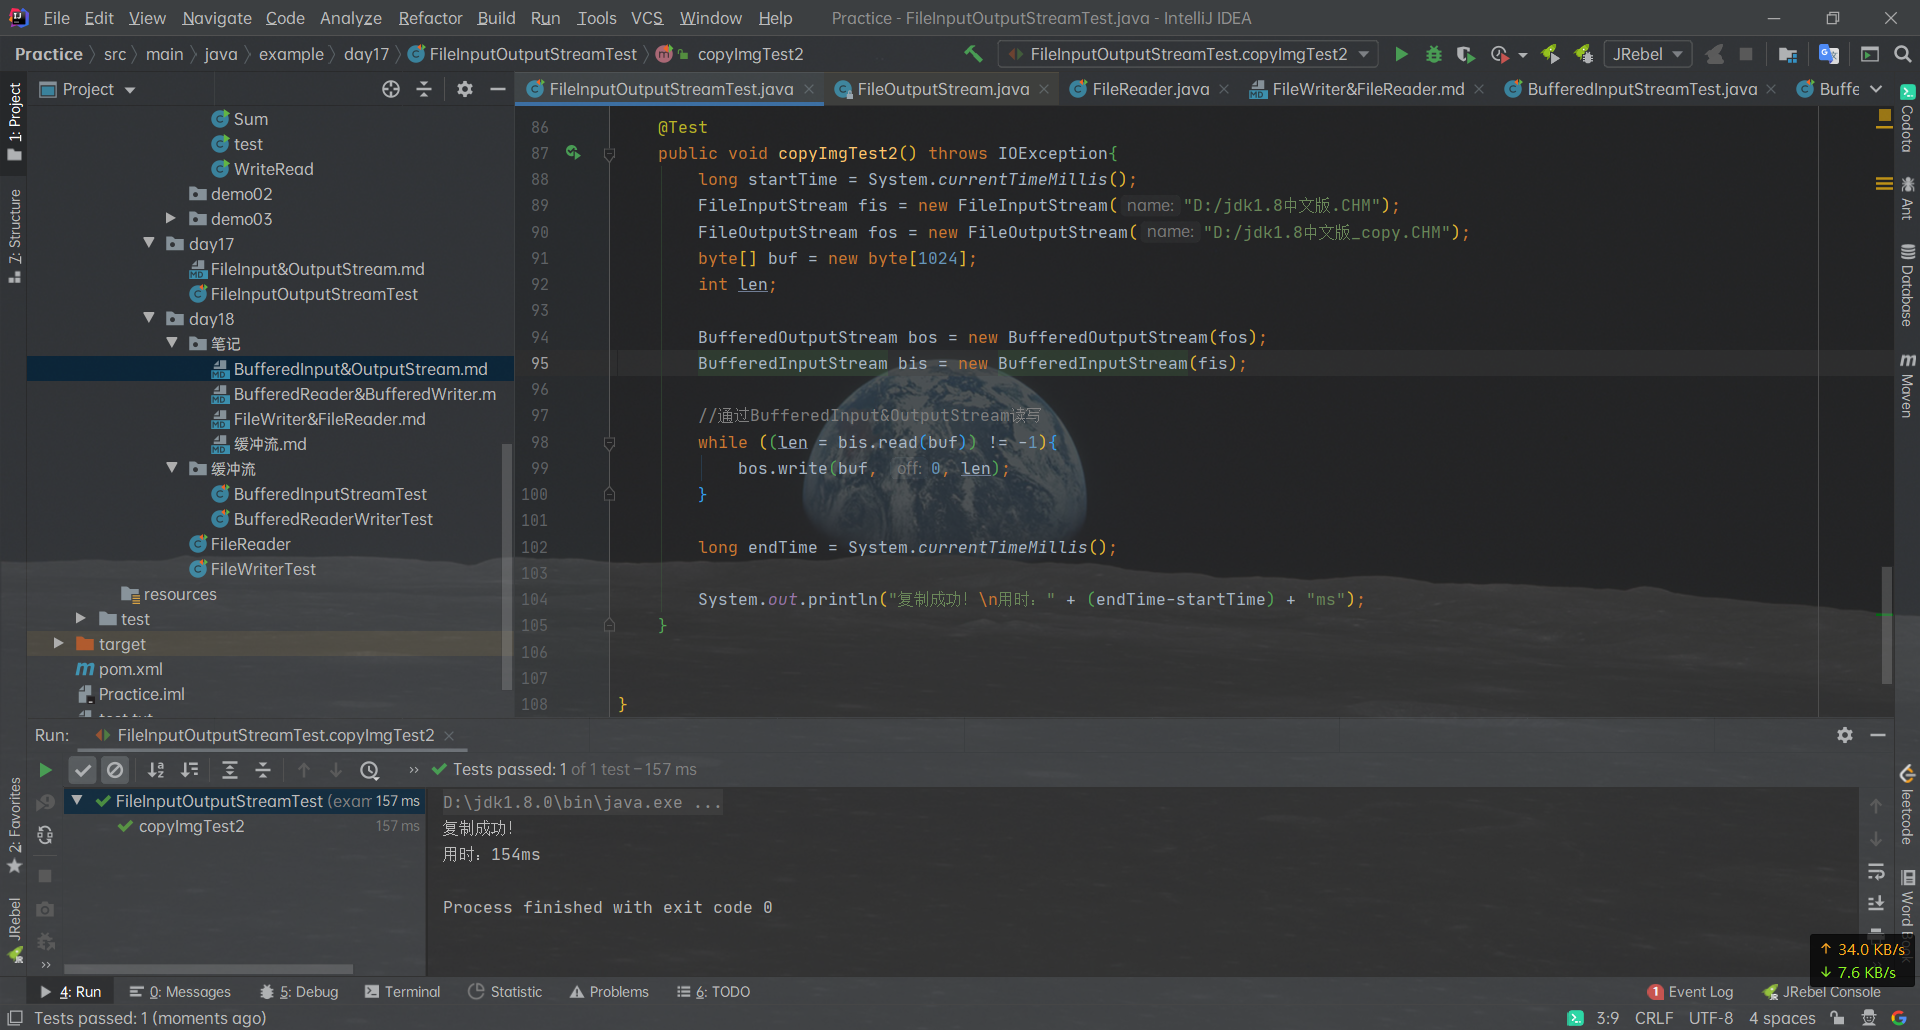 File Edit View Navigate Code Analyze Refactor Build Run Tools VCS Window Help Practice - FileInputOutputStreamTest.java - IntelliJ IDEA
Practice src main java example day17 FileInputOutputStreamTest copyImgTest2 FileInputOutputStreamTest.copyImgTest2 JRebel
Project FileInputOutputStreamTest.java FileOutputStream.java FileReader.java FileWriter&FileReader.md BufferedInputStreamTest.java Buffe
1: Project
7: Structure
2: Favorites
JRebel
Sum
test
WriteRead
demo02
demo03
day17
FileInput&OutputStream.md
FileInputOutputStreamTest
day18
笔记
BufferedInput&OutputStream.md
BufferedReader&BufferedWriter.m
FileWriter&FileReader.md
缓冲流.md
缓冲流
BufferedInputStreamTest
BufferedReaderWriterTest
FileReader
FileWriterTest
resources
test
target
pom.xml
Practice.iml
86 @Test
87 public void copyImgTest2() throws IOException{
88 long startTime = System.currentTimeMillis();
89 FileInputStream fis = new FileInputStream( name: "D:/jdk1.8中文版.CHM");
90 FileOutputStream fos = new FileOutputStream( name: "D:/jdk1.8中文版_copy.CHM");
91 byte[] buf = new byte[1024];
92 int len;
93
94 BufferedOutputStream bos = new BufferedOutputStream(fos);
95 BufferedInputStream bis = new BufferedInputStream(fis);
96
97 //通过BufferedInput&OutputStream读写
98 while ((len = bis.read(buf)) != -1){
99 bos.write(buf, off: 0, len);
100 }
101
102 long endTime = System.currentTimeMillis();
103
104 System.out.println("复制成功! \n用时: " + (endTime-startTime) + "ms");
105 }
106
107
108 }
Codota
Ant
Database
Maven
leetcode
Word
Run: FileInputOutputStreamTest.copyImgTest2
Tests passed: 1 of 1 test – 157 ms
FileInputOutputStreamTest (exam 157 ms
copyImgTest2 157 ms
D:\jdk1.8.0\bin\java.exe ...
复制成功!
用时: 154ms
Process finished with exit code 0
↑ 34.0 KB/s
↓ 7.6 KB/s
4: Run 0: Messages 5: Debug Terminal Statistic Problems 6: TODO 1 Event Log JRebel Console
Tests passed: 1 (moments ago) 3:9 CRLF UTF-8 4 spaces